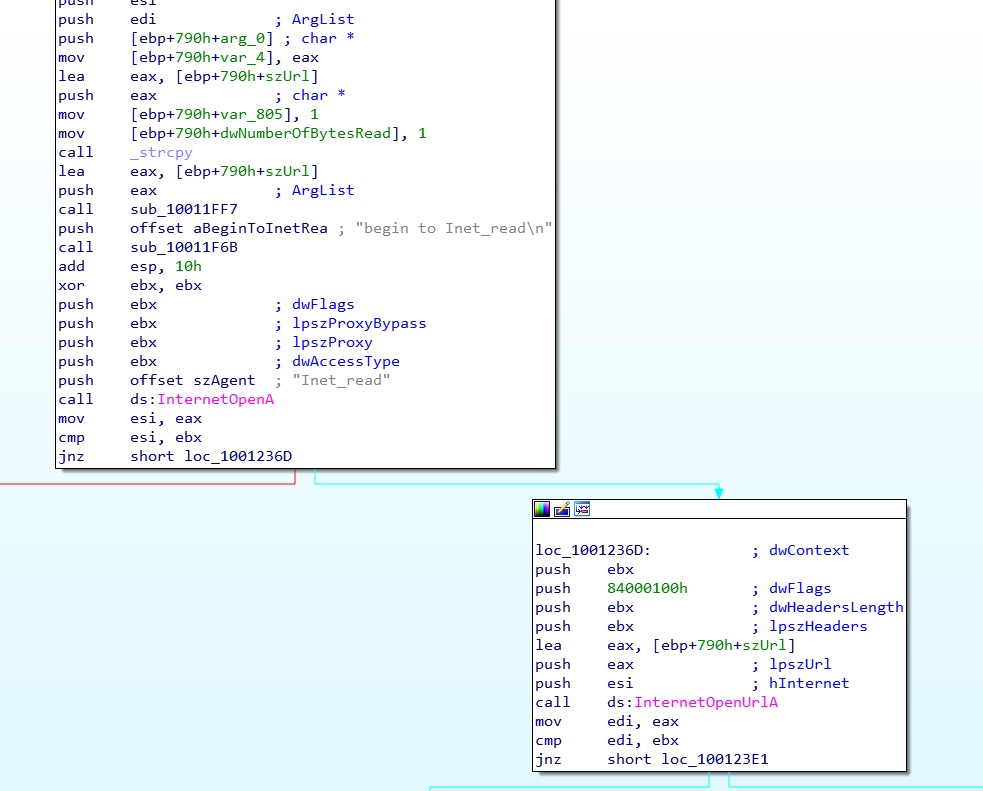 push esi
push edi ; ArgList
push [ebp+790h+arg_0] ; char *
mov [ebp+790h+var_4], eax
lea eax, [ebp+790h+szUrl]
push eax ; char *
mov [ebp+790h+var_805], 1
mov [ebp+790h+dwNumberOfBytesRead], 1
call _strcpy
lea eax, [ebp+790h+szUrl]
push eax ; ArgList
call sub_10011FF7
push offset aBeginToInetRea ; "begin to Inet_read\n"
call sub_10011F6B
add esp, 10h
xor ebx, ebx
push ebx ; dwFlags
push ebx ; lpszProxyBypass
push ebx ; lpszProxy
push ebx ; dwAccessType
push offset szAgent ; "Inet_read"
call ds:InternetOpenA
mov esi, eax
cmp esi, ebx
jnz short loc_1001236D
loc_1001236D: ; dwContext
push ebx
push 84000100h ; dwFlags
push ebx ; dwHeadersLength
push ebx ; lpszHeaders
lea eax, [ebp+790h+szUrl]
push eax ; lpszUrl
push esi ; hInternet
call ds:InternetOpenUrlA
mov edi, eax
cmp edi, ebx
jnz short loc_100123E1